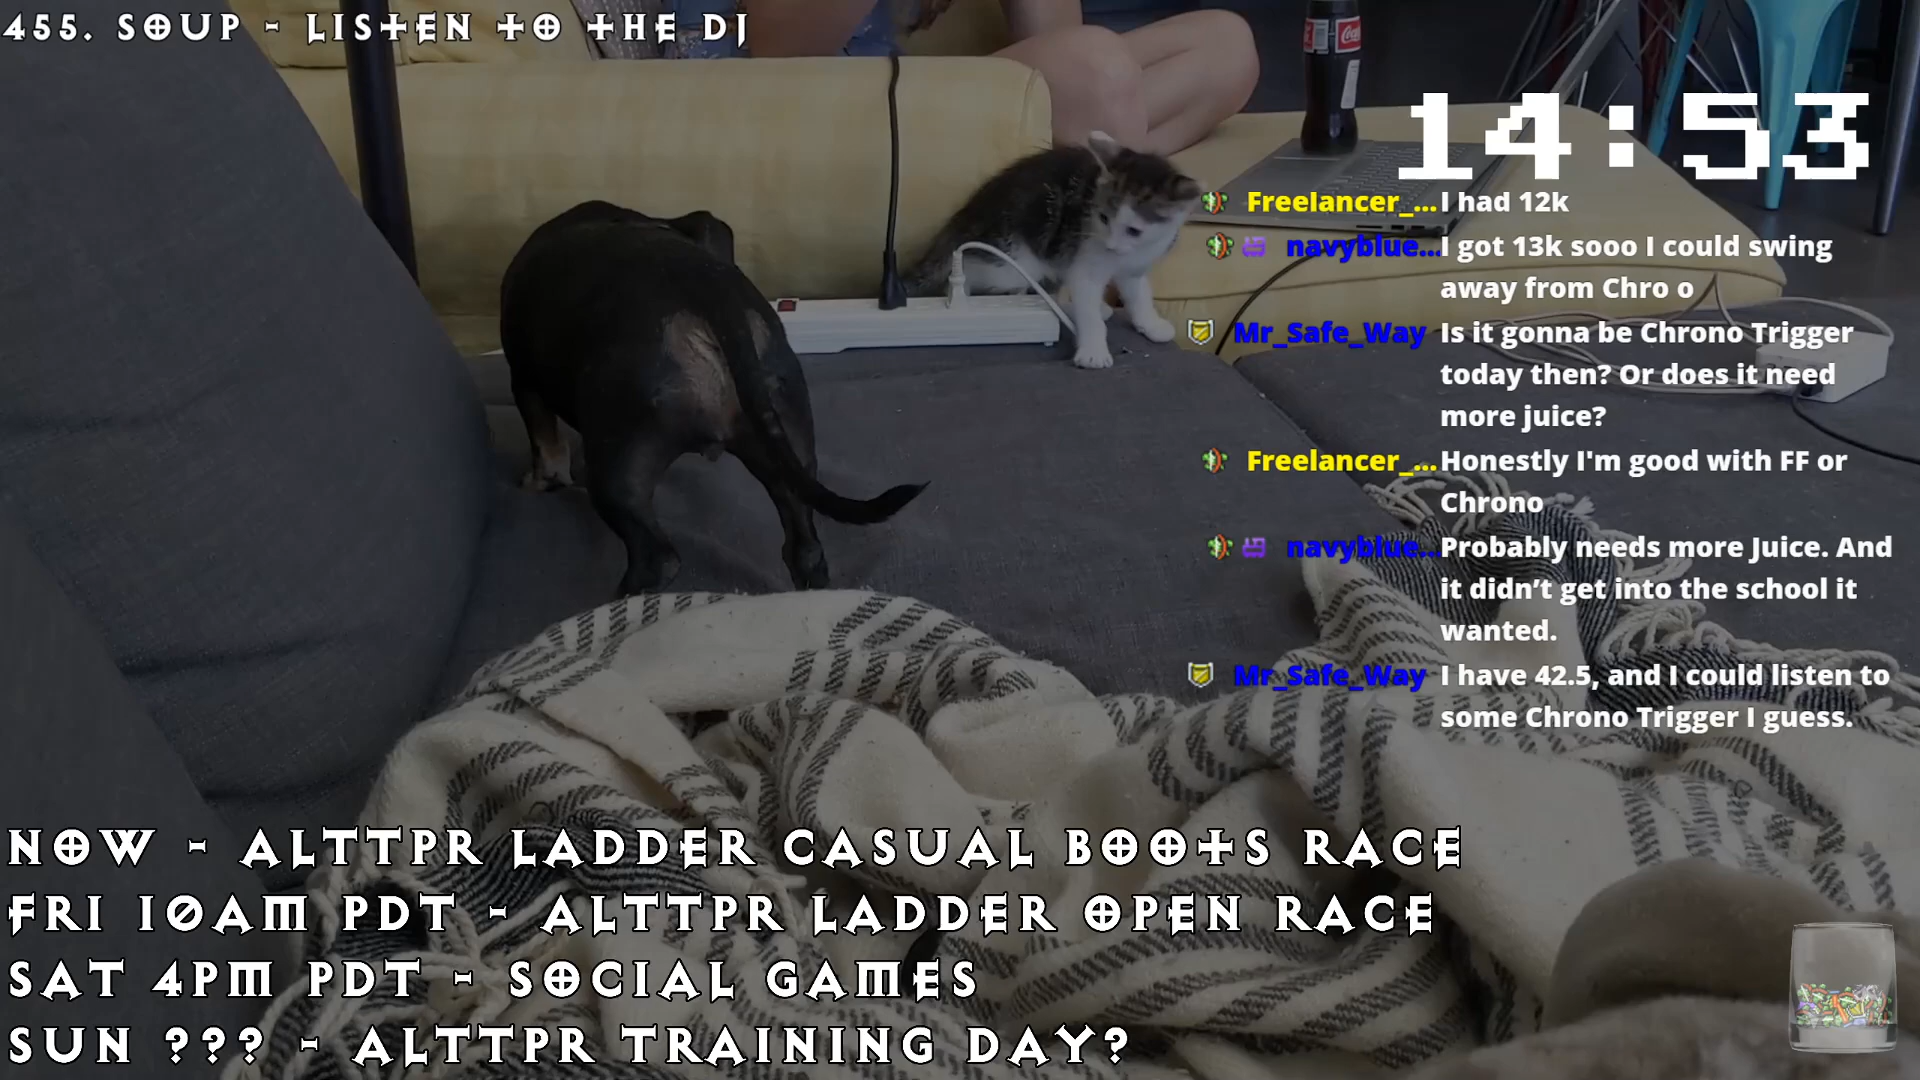 455. SOUP - LISTEN TO THE DJ
14:53
Freelancer_... I had 12k
navyblue... I got 13k sooo I could swing
away from Chro o
Mr_Safe_Way Is it gonna be Chrono Trigger
today then? Or does it need
more juice?
Freelancer_... Honestly I'm good with FF or
Chrono
navyblue... Probably needs more Juice. And
it didn’t get into the school it
wanted.
Mr_Safe_Way I have 42.5, and I could listen to
some Chrono Trigger I guess.
NOW - ALTTPR LADDER CASUAL BOOTS RACE
FRI 10AM PDT - ALTTPR LADDER OPEN RACE
SAT 4PM PDT - SOCIAL GAMES
SUN ??? - ALTTPR TRAINING DAY?